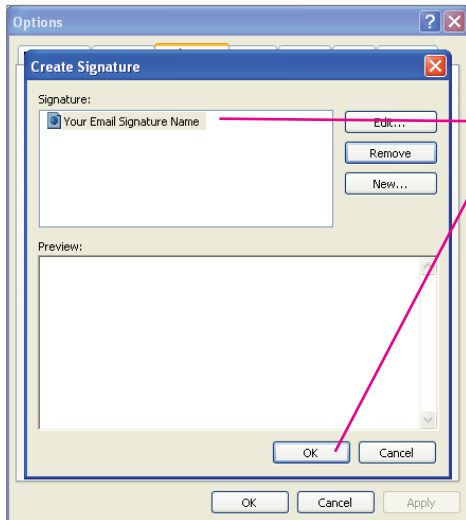 Options
Create Signature
Signature:
Your Email Signature Name
Edit...
Remove
New...
Preview:
OK Cancel
OK Cancel Apply